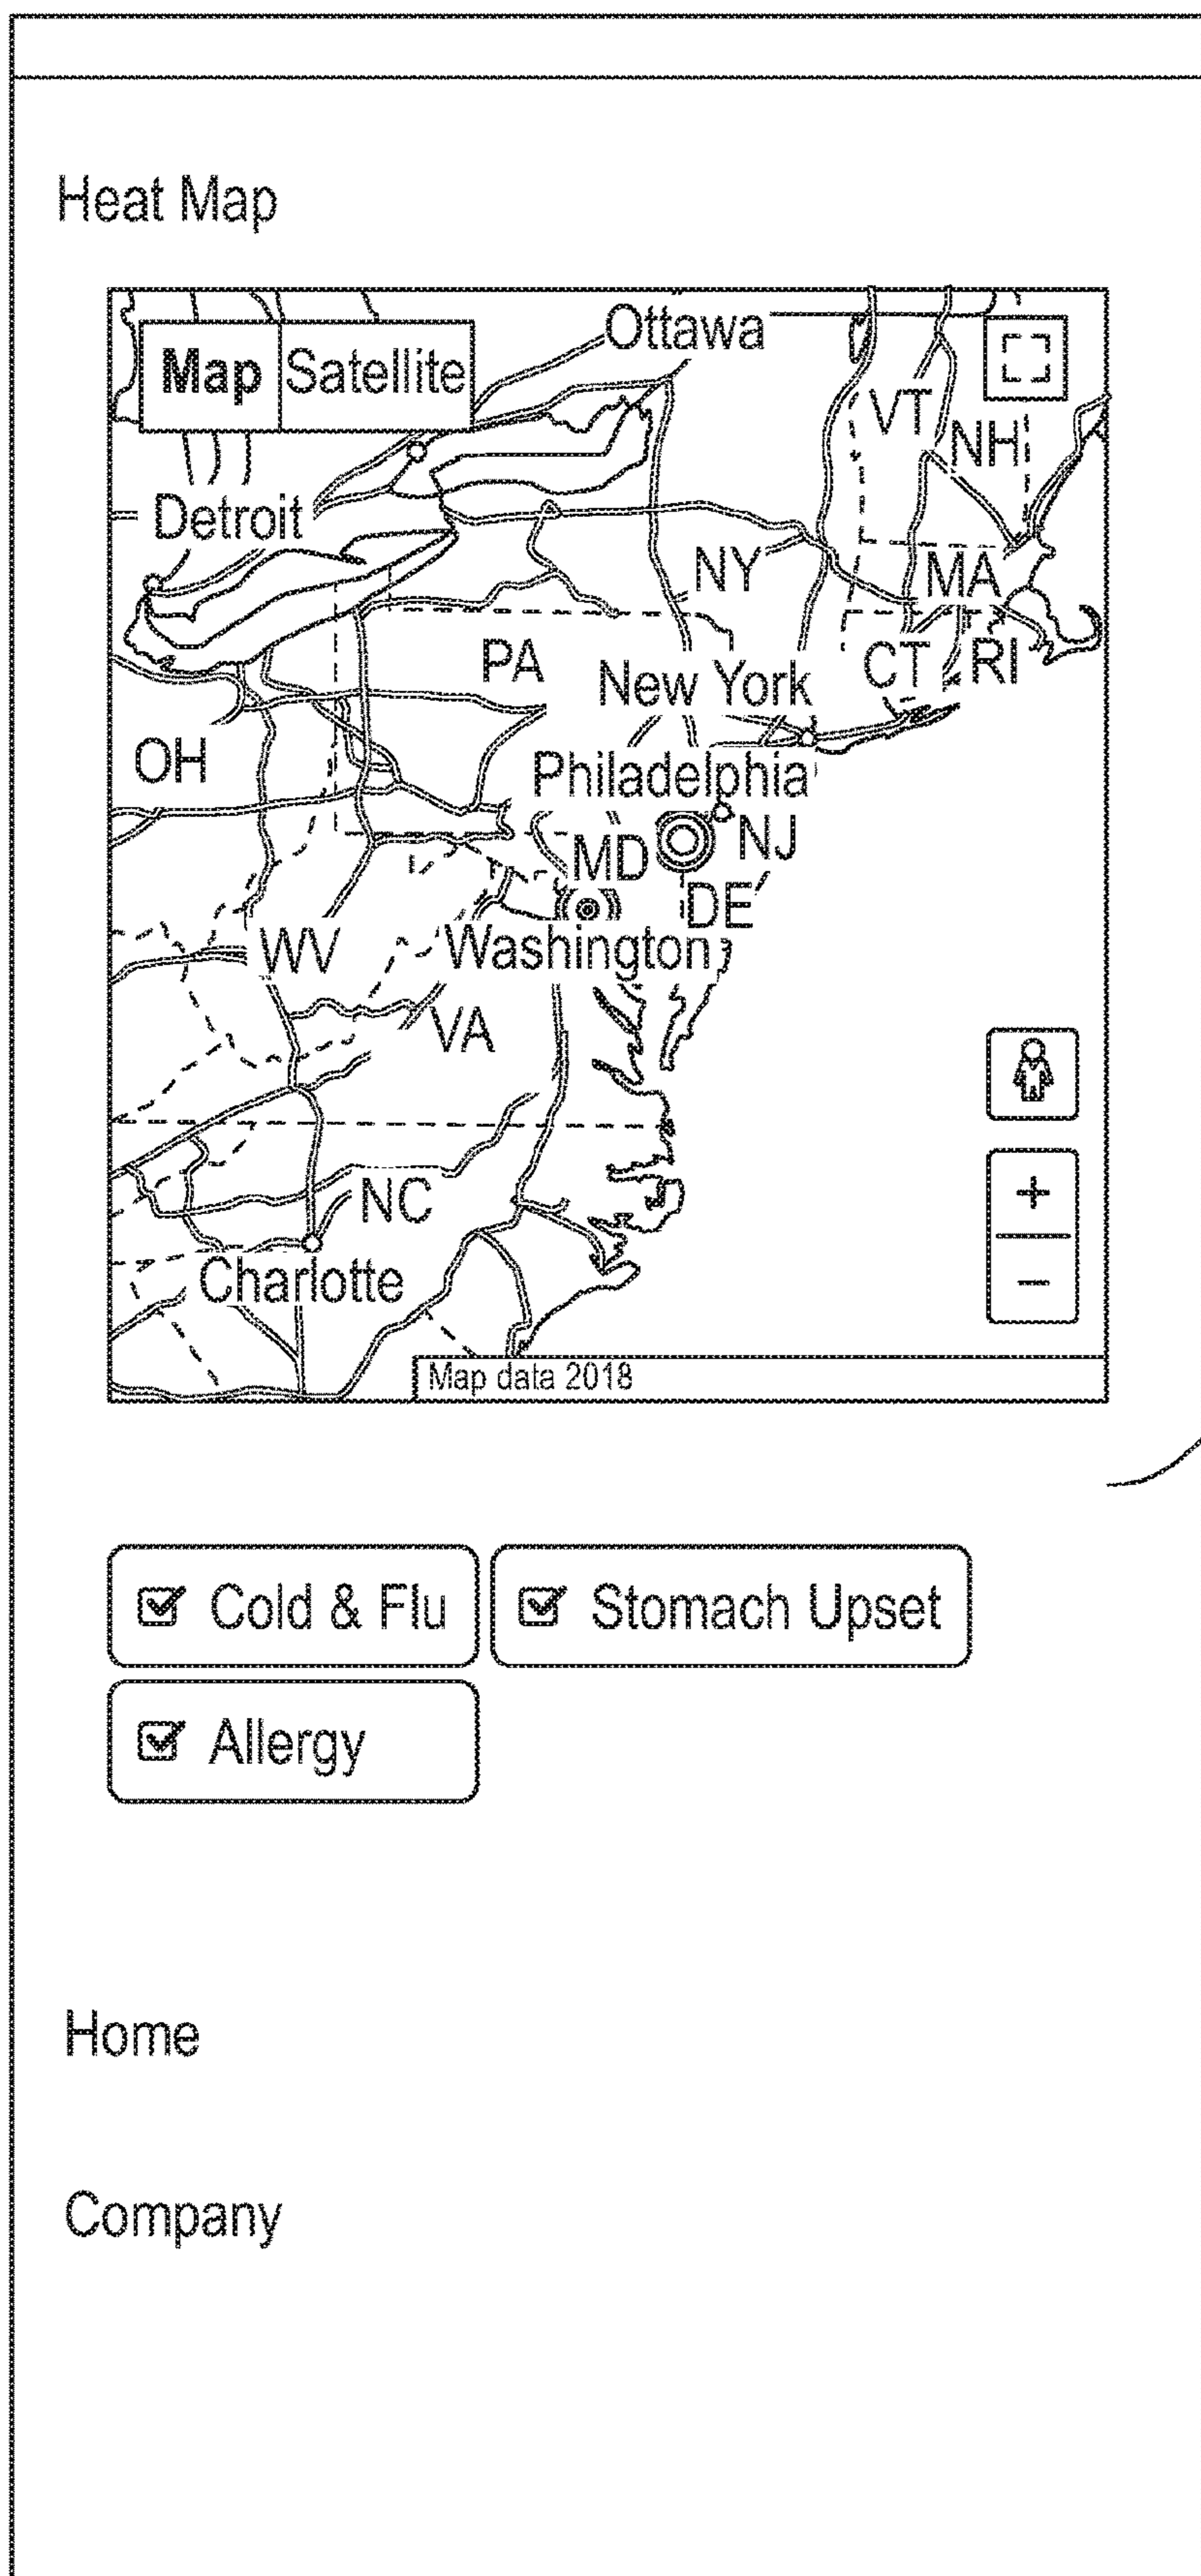 Heat Map
Ottawa
Map Satellite
VT
NH
Detroit
NY
MA
PA
CT RI
New York
OH
Philadelphia
NJ
MD
DE
WV
Washington
VA
+
NC
Charlotte
−
Map data 2018
Cold & Flu
Stomach Upset
Allergy
Home
Company